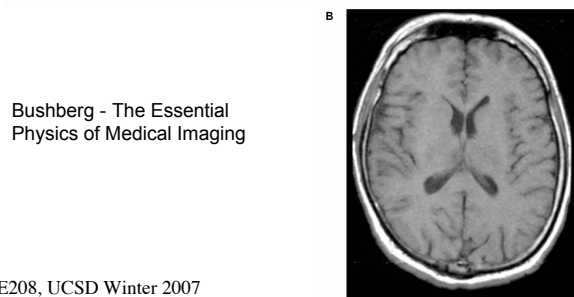 B
Bushberg - The Essential
Physics of Medical Imaging
E208, UCSD Winter 2007